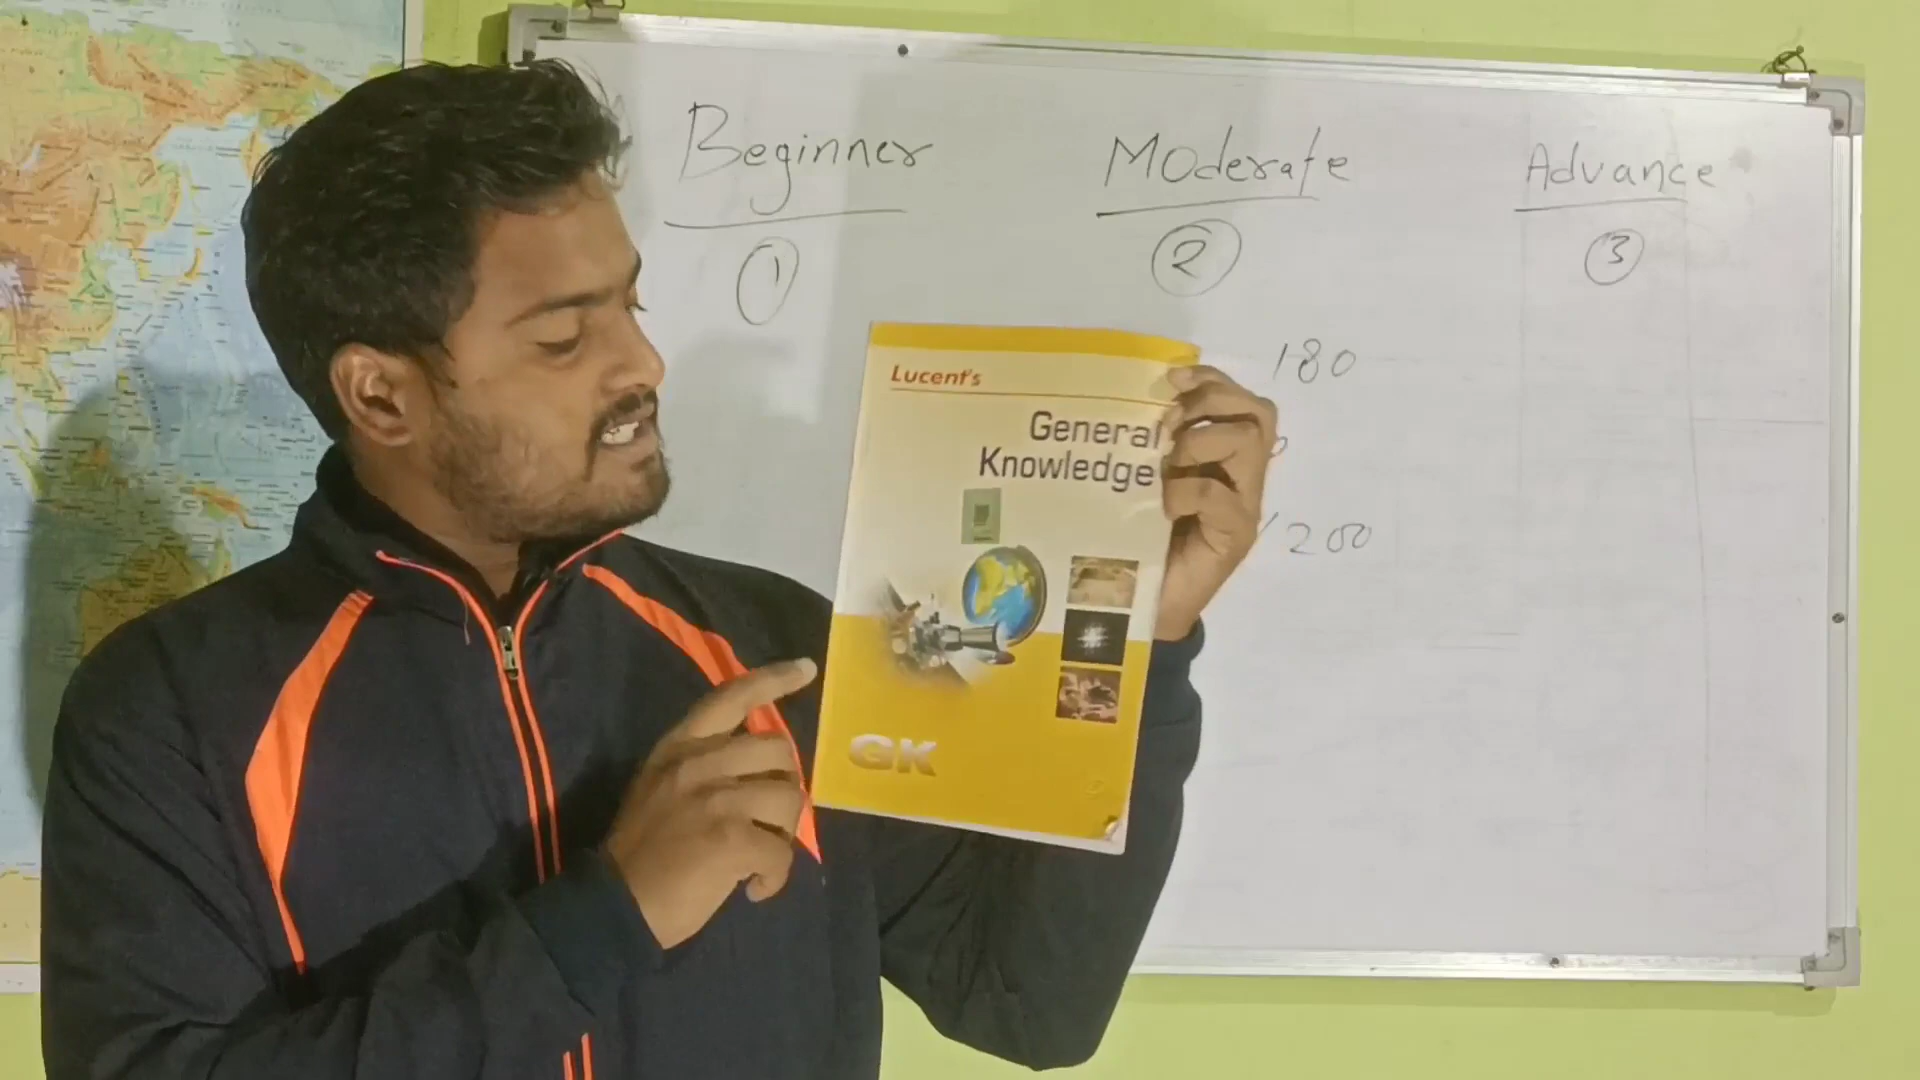 Beginner
Moderate
Advance
1
2
3
180
/200
Lucent's
General
Knowledge
GK